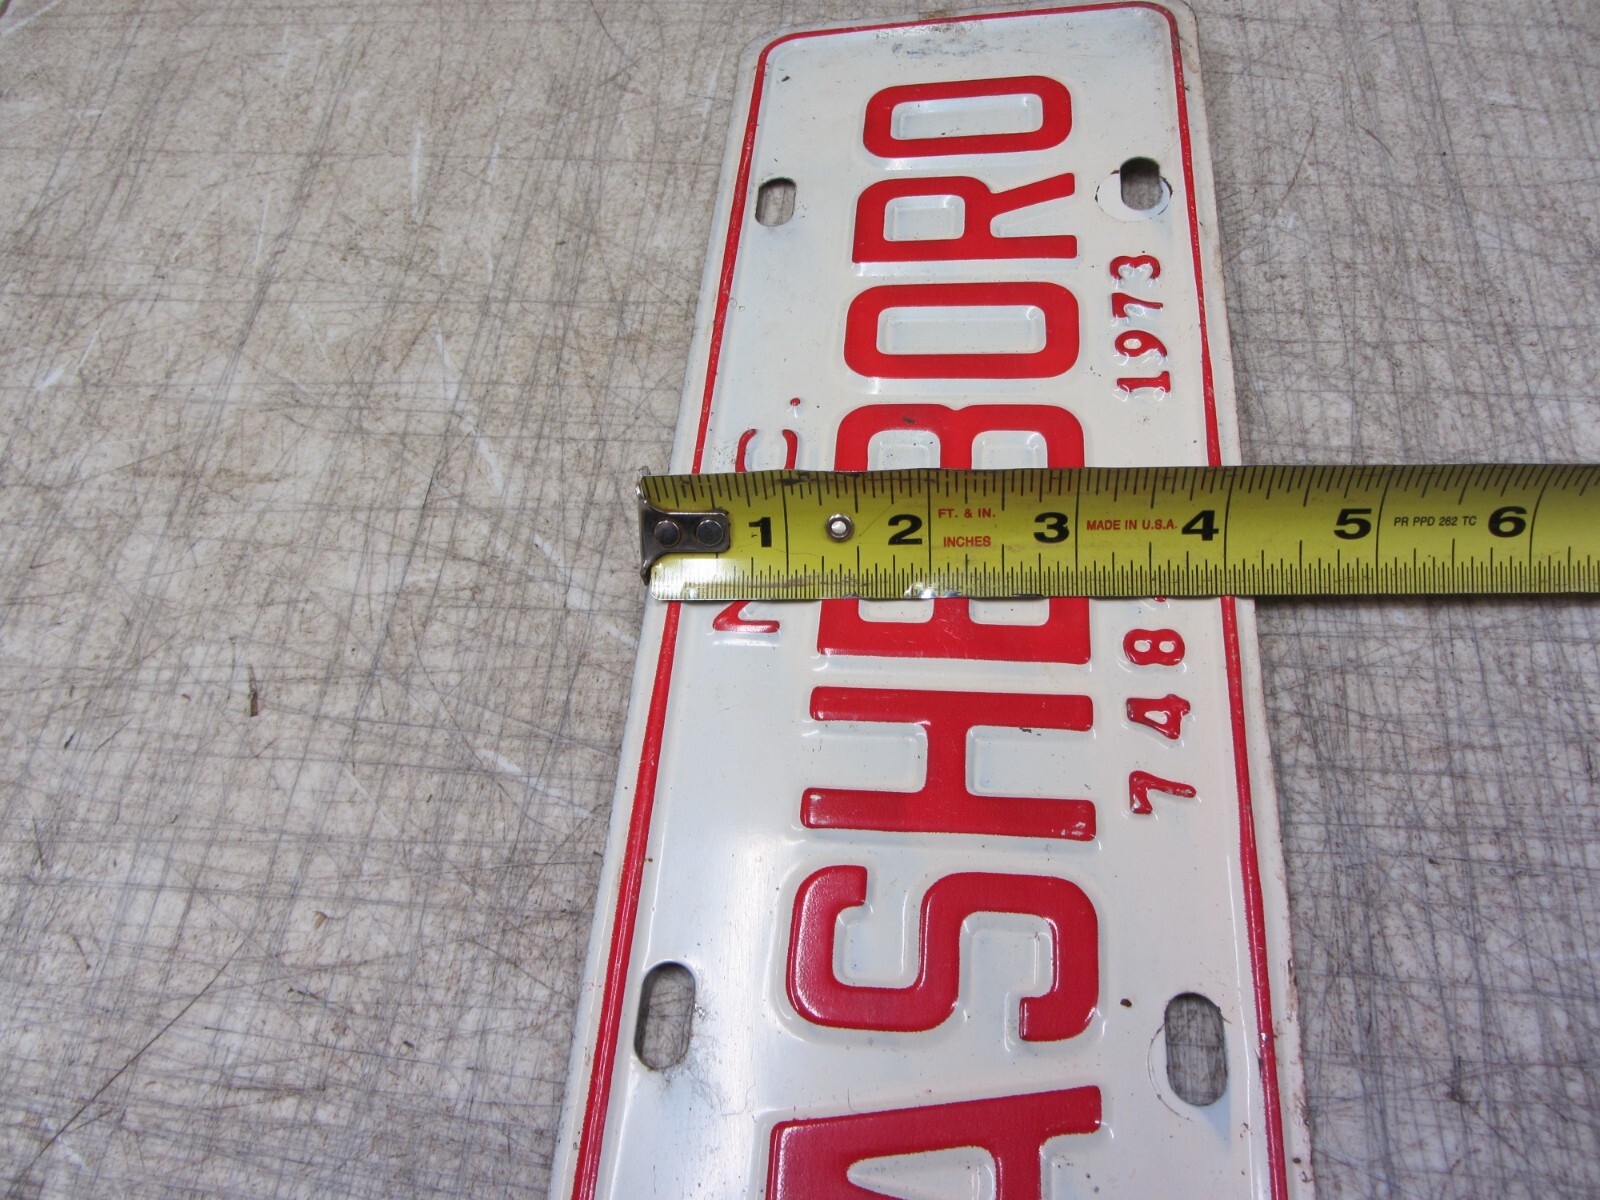 N.C.
ASHEBORO
748 1973
1 2 FT. & IN. INCHES 3 MADE IN U.S.A. 4 5 PR PPD 262 TC 6